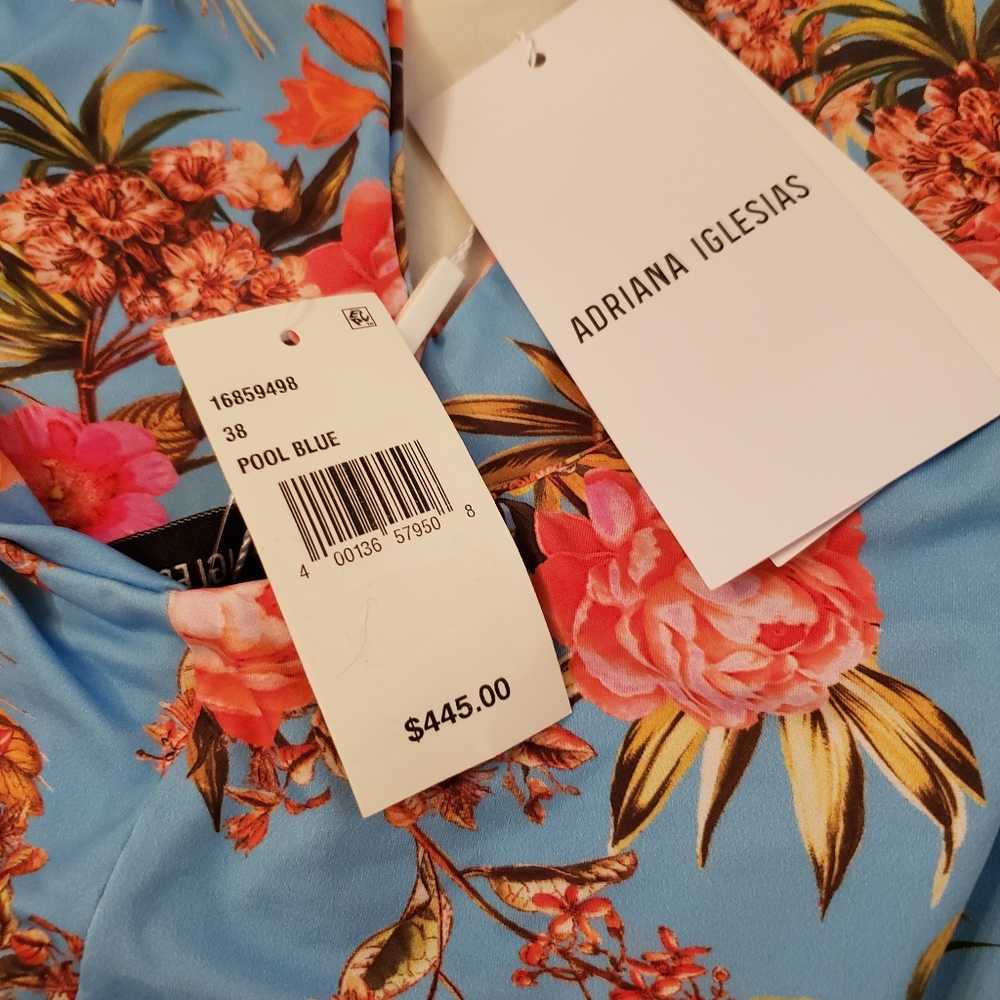 ADRIANA IGLESIAS
16859498
38
POOL BLUE
4 00136 57950 8
$445.00